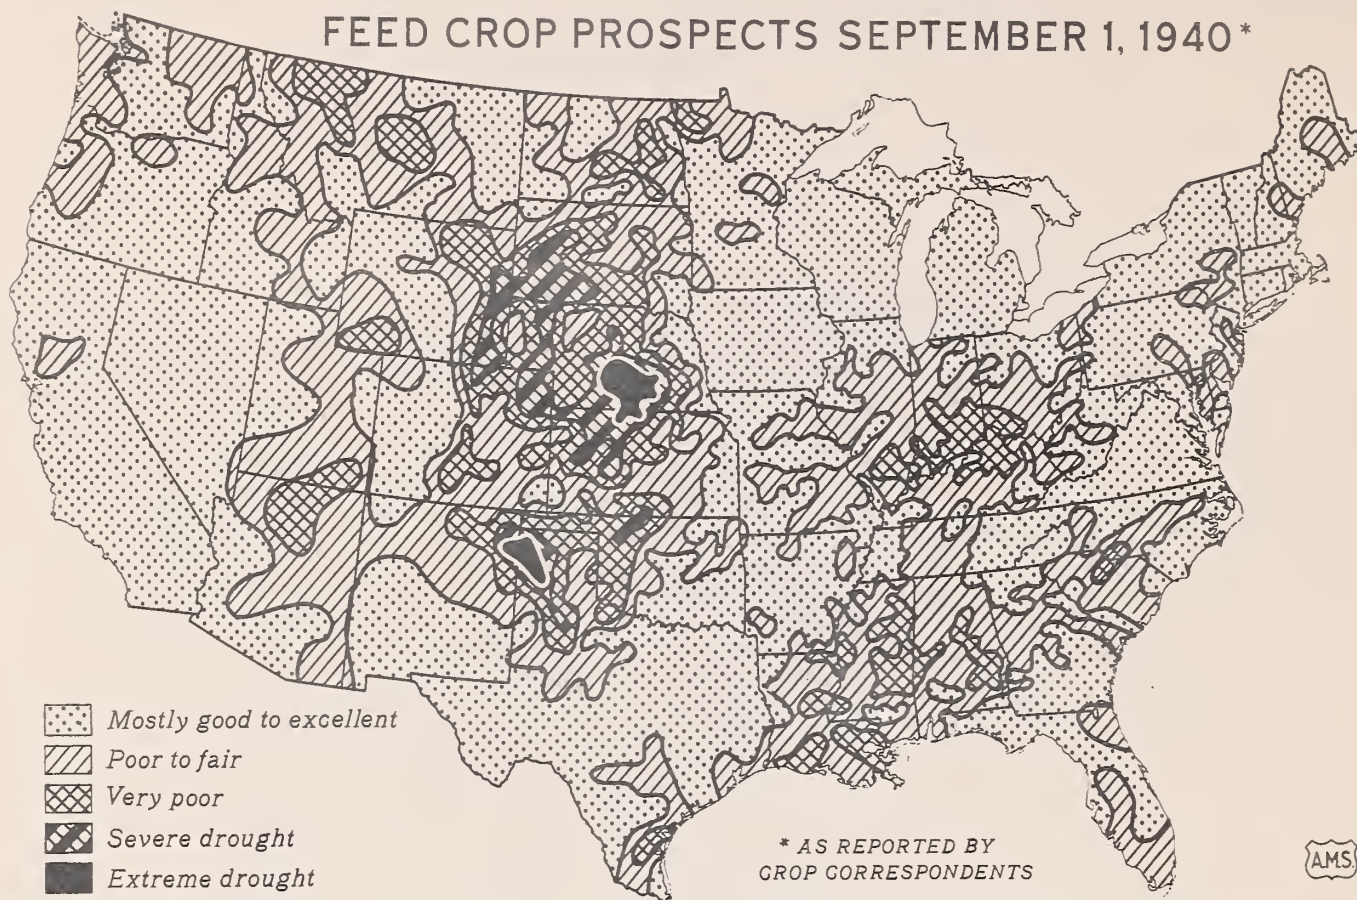 FEED CROP PROSPECTS SEPTEMBER 1, 1940*
Mostly good to excellent
Poor to fair
Very poor
Severe drought
Extreme drought
* AS REPORTED BY
CROP CORRESPONDENTS
A.M.S.